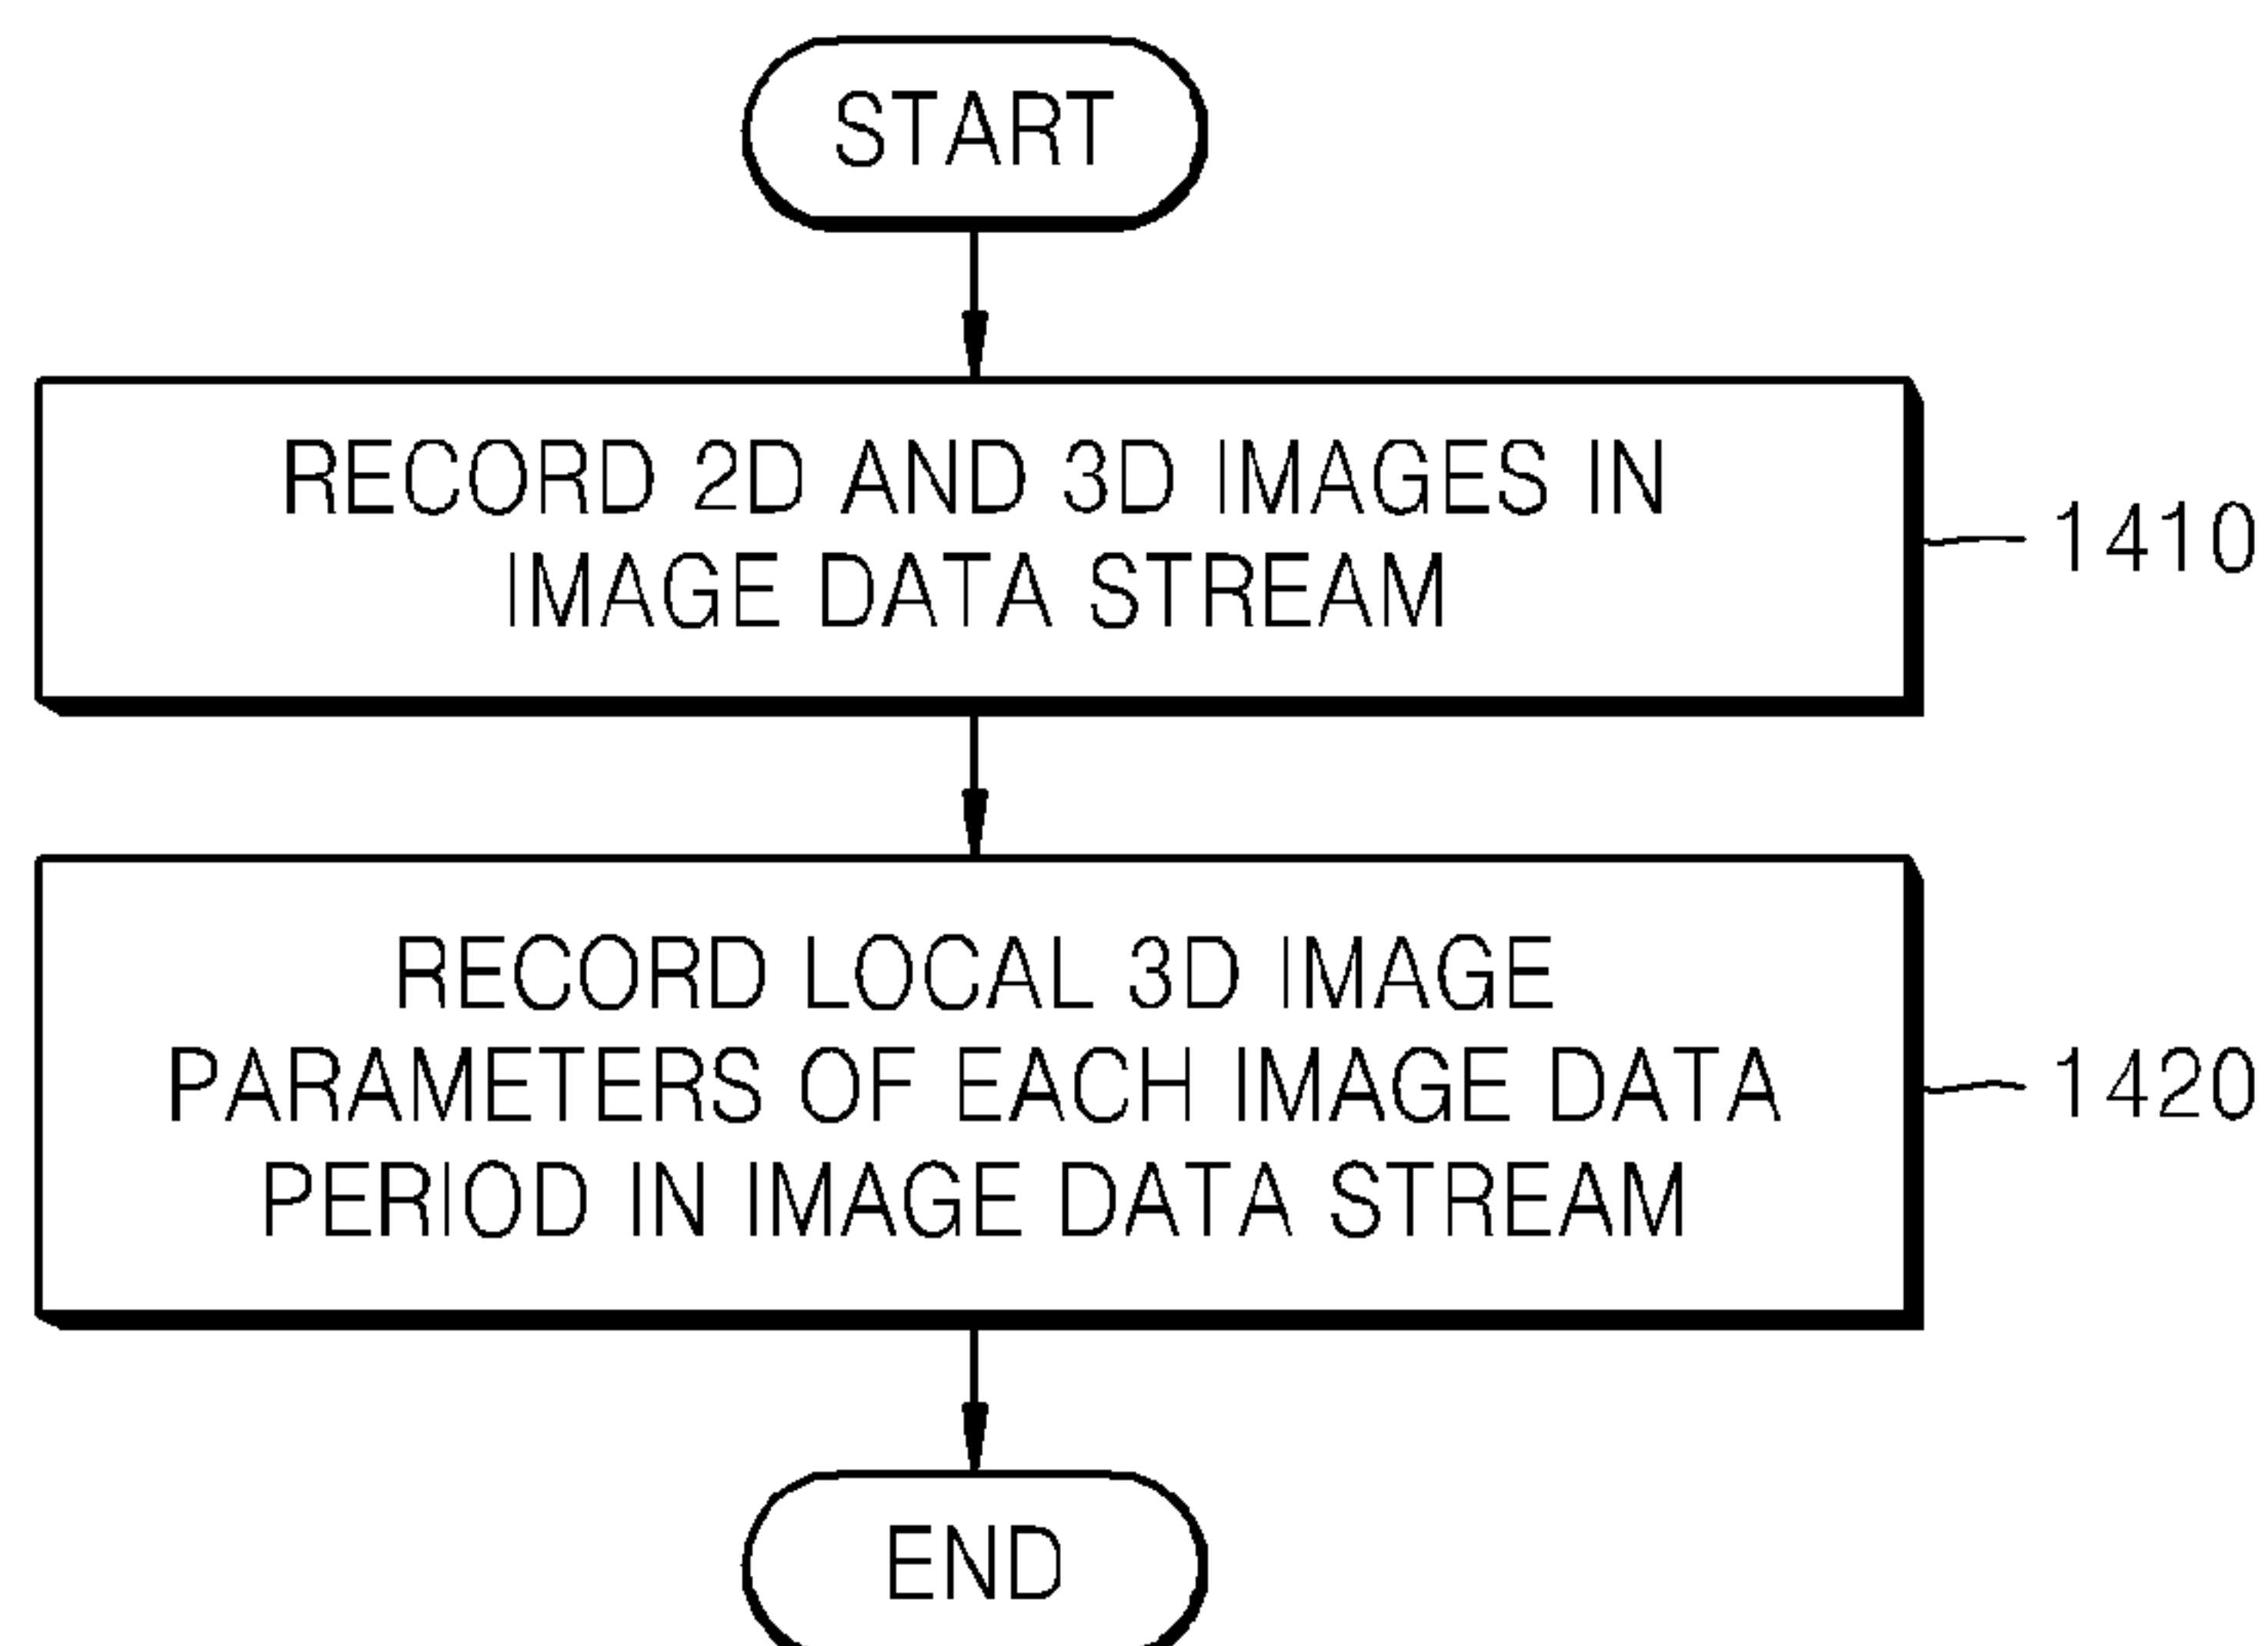 START
RECORD 2D AND 3D IMAGES IN
IMAGE DATA STREAM
1410
RECORD LOCAL 3D IMAGE
PARAMETERS OF EACH IMAGE DATA
PERIOD IN IMAGE DATA STREAM
1420
END